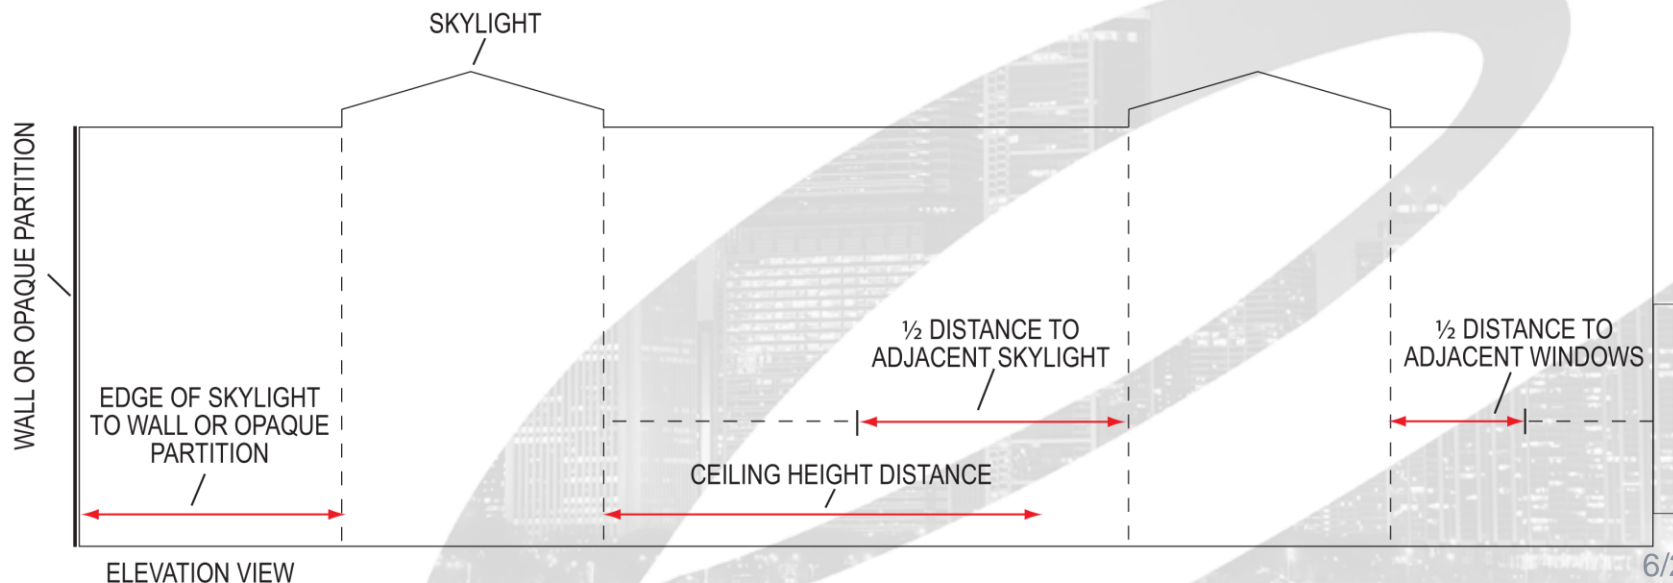 SKYLIGHT
WALL OR OPAQUE PARTITION
½ DISTANCE TO
ADJACENT SKYLIGHT
½ DISTANCE TO
ADJACENT WINDOWS
EDGE OF SKYLIGHT
TO WALL OR OPAQUE
PARTITION
CEILING HEIGHT DISTANCE
ELEVATION VIEW